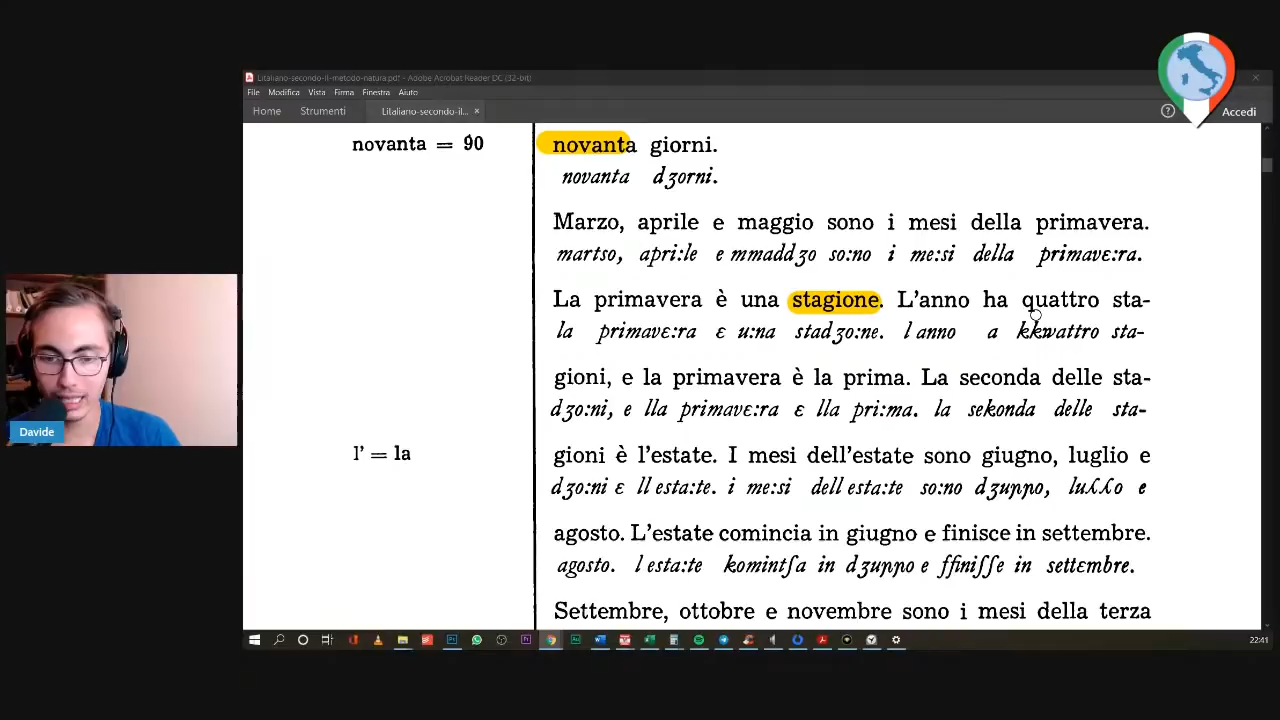 Litaliano-secondo-il-metodo-natura.pdf* - Adobe Acrobat Reader DC (32-bit)
File Modifica Vista Firma Finestra Aiuto
Home Strumenti Litaliano-secondo-il... × Accedi
novanta = 90
novanta giorni.
novanta dʒorni.
Marzo, aprile e maggio sono i mesi della primavera.
martso, apri:le e mmaddʒo so:no i me:si della primavɛ:ra.
La primavera è una stagione. L'anno ha quattro sta-
la primavɛ:ra ɛ u:na stadʒo:ne. l anno a kkwattro sta-
gioni, e la primavera è la prima. La seconda delle sta-
dʒo:ni, e lla primavɛ:ra ɛ lla pri:ma. la sekonda delle sta-
l' = la
gioni è l'estate. I mesi dell'estate sono giugno, luglio e
dʒo:ni ɛ ll esta:te. i me:si dell esta:te so:no dʒuɲɲo, luʎʎo e
agosto. L'estate comincia in giugno e finisce in settembre.
agosto. l esta:te komintʃa in dʒuɲɲo e ffiniʃʃe in settɛmbre.
Settembre, ottobre e novembre sono i mesi della terza
Davide
22:41